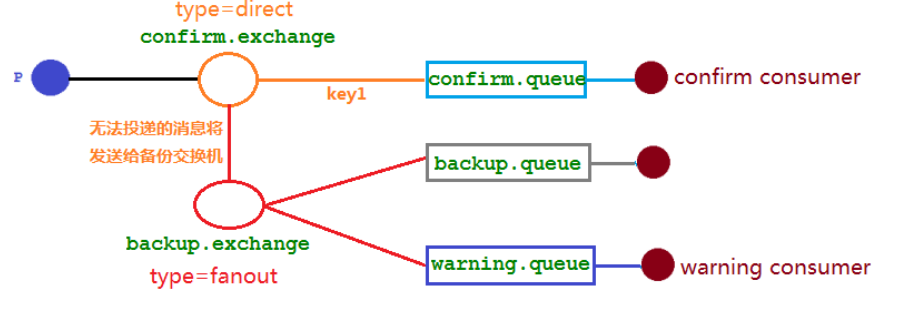 type=direct
confirm.exchange
P
key1
confirm.queue
confirm consumer
无法投递的消息将
发送给备份交换机
backup.queue
backup.exchange
type=fanout
warning.queue
warning consumer